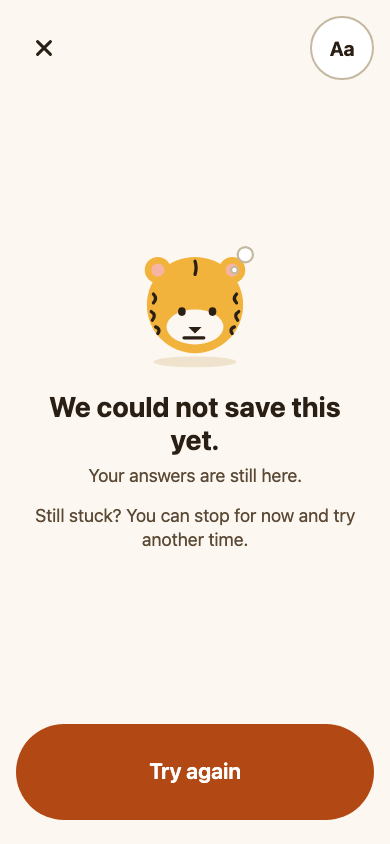 Aa
We could not save this
yet.
Your answers are still here.
Still stuck? You can stop for now and try
another time.
Try again